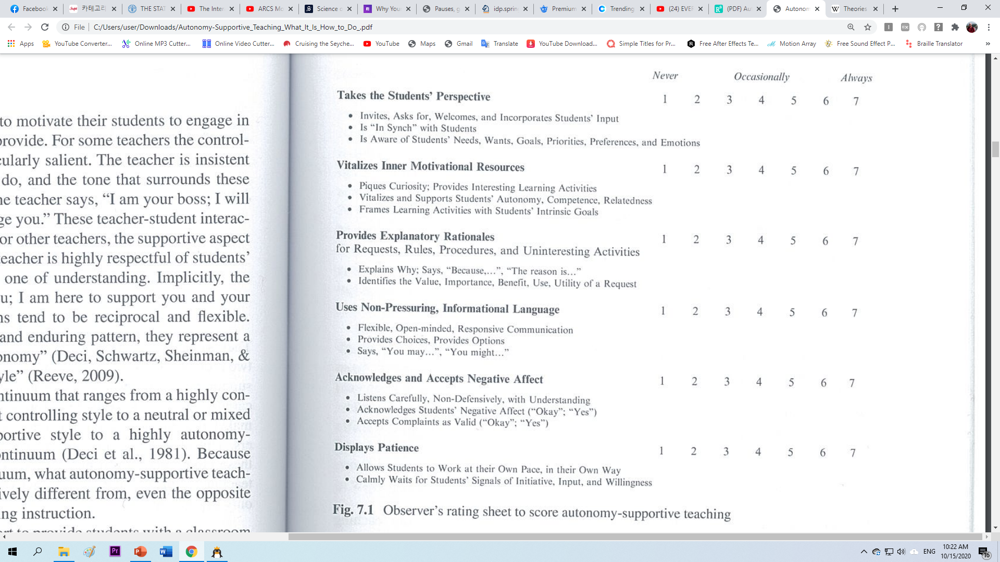 Facebook
카테고리
THE STAT
The Inter
ARCS Mo
Science o
Why You
Pauses, g
idp.sprin
Premium
Trending
(24) EVER
(PDF) Au
Autonom
Theories
File
C:/Users/user/Downloads/Autonomy-Supportive_Teaching_What_It_Is_How_to_Do_.pdf
Apps
YouTube Converter...
Online MP3 Cutter...
Online Video Cutter...
Cruising the Seyche...
YouTube
Maps
Gmail
Translate
YouTube Download...
Simple Titles for Pr...
Free After Effects Te...
Motion Array
Free Sound Effect P...
Braille Translator
»
to motivate their students to engage in
provide. For some teachers the control-
cularly salient. The teacher is insistent
do, and the tone that surrounds these
he teacher says, “I am your boss; I will
ge you.” These teacher-student interac-
or other teachers, the supportive aspect
teacher is highly respectful of students’
one of understanding. Implicitly, the
u; I am here to support you and your
ns tend to be reciprocal and flexible.
and enduring pattern, they represent a
onomy” (Deci, Schwartz, Sheinman, &
yle” (Reeve, 2009).
ntinuum that ranges from a highly con-
t controlling style to a neutral or mixed
portive style to a highly autonomy-
ontinuum (Deci et al., 1981). Because
uum, what autonomy-supportive teach-
ively different from, even the opposite
ng instruction.
rt to provide students with a classroom
Never Occasionally Always
Takes the Students’ Perspective 1 2 3 4 5 6 7
• Invites, Asks for, Welcomes, and Incorporates Students’ Input
• Is “In Synch” with Students
• Is Aware of Students’ Needs, Wants, Goals, Priorities, Preferences, and Emotions
Vitalizes Inner Motivational Resources 1 2 3 4 5 6 7
• Piques Curiosity; Provides Interesting Learning Activities
• Vitalizes and Supports Students’ Autonomy, Competence, Relatedness
• Frames Learning Activities with Students’ Intrinsic Goals
Provides Explanatory Rationales 1 2 3 4 5 6 7
for Requests, Rules, Procedures, and Uninteresting Activities
• Explains Why; Says, “Because,...”, “The reason is...”
• Identifies the Value, Importance, Benefit, Use, Utility of a Request
Uses Non-Pressuring, Informational Language 1 2 3 4 5 6 7
• Flexible, Open-minded, Responsive Communication
• Provides Choices, Provides Options
• Says, “You may...”, “You might...”
Acknowledges and Accepts Negative Affect 1 2 3 4 5 6 7
• Listens Carefully, Non-Defensively, with Understanding
• Acknowledges Students’ Negative Affect (“Okay”; “Yes”)
• Accepts Complaints as Valid (“Okay”; “Yes”)
Displays Patience 1 2 3 4 5 6 7
• Allows Students to Work at their Own Pace, in their Own Way
• Calmly Waits for Students’ Signals of Initiative, Input, and Willingness
Fig. 7.1 Observer’s rating sheet to score autonomy-supportive teaching
ENG
10:22 AM
10/15/2020
16